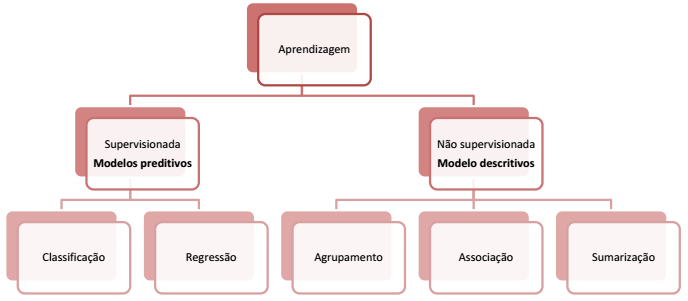 Aprendizagem
Supervisionada
Modelos preditivos
Não supervisionada
Modelo descritivos
Classificação
Regressão
Agrupamento
Associação
Sumarização